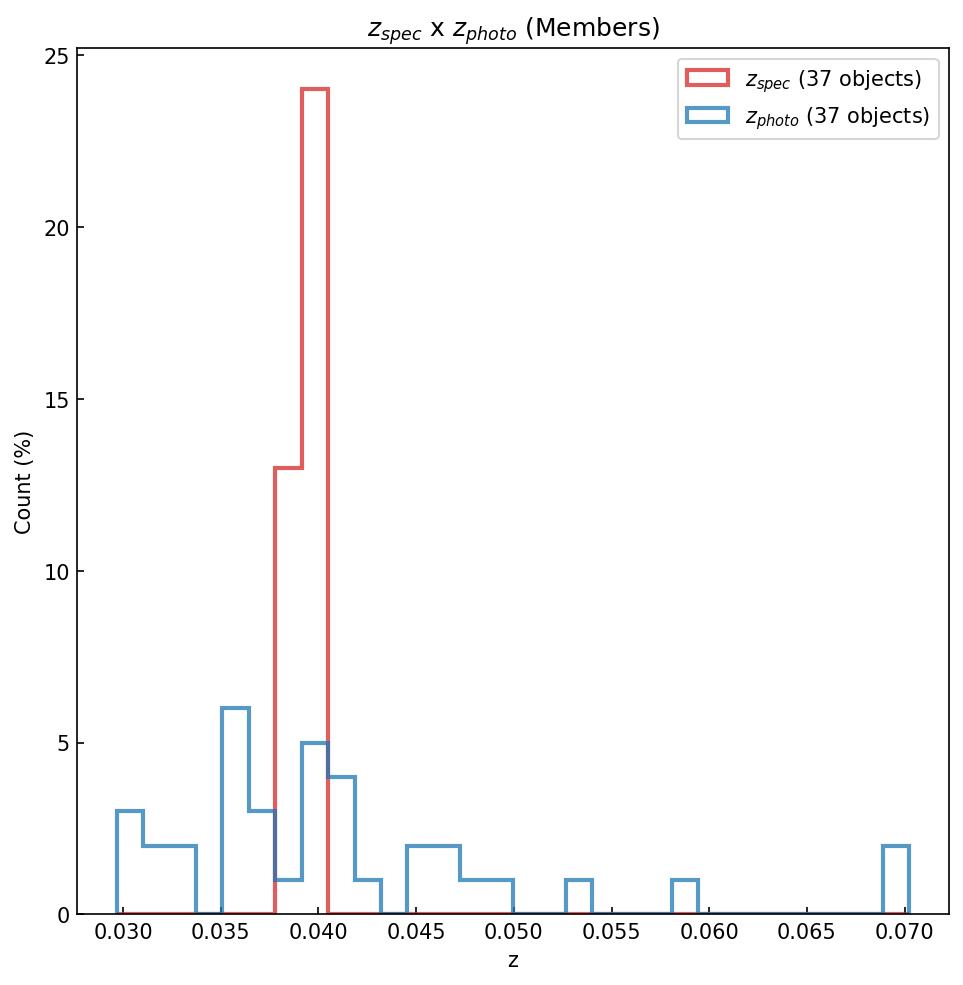 z_spec x z_photo (Members)
z_spec (37 objects)
z_photo (37 objects)
Count (%)
25
20
15
10
5
0
0.030 0.035 0.040 0.045 0.050 0.055 0.060 0.065 0.070
z